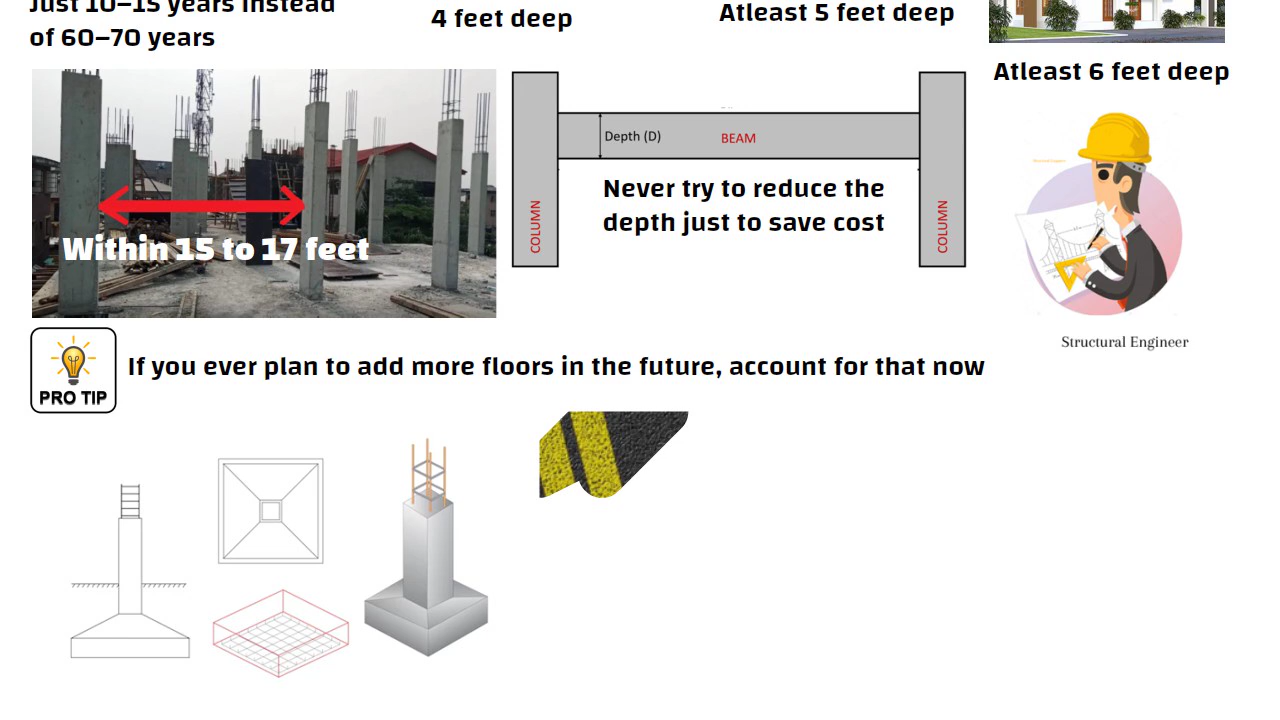 Just 10–15 years instead
of 60–70 years
4 feet deep
Atleast 5 feet deep
Atleast 6 feet deep
Within 15 to 17 feet
Depth (D)
BEAM
COLUMN
COLUMN
Never try to reduce the
depth just to save cost
Structural Engineer
PRO TIP
If you ever plan to add more floors in the future, account for that now